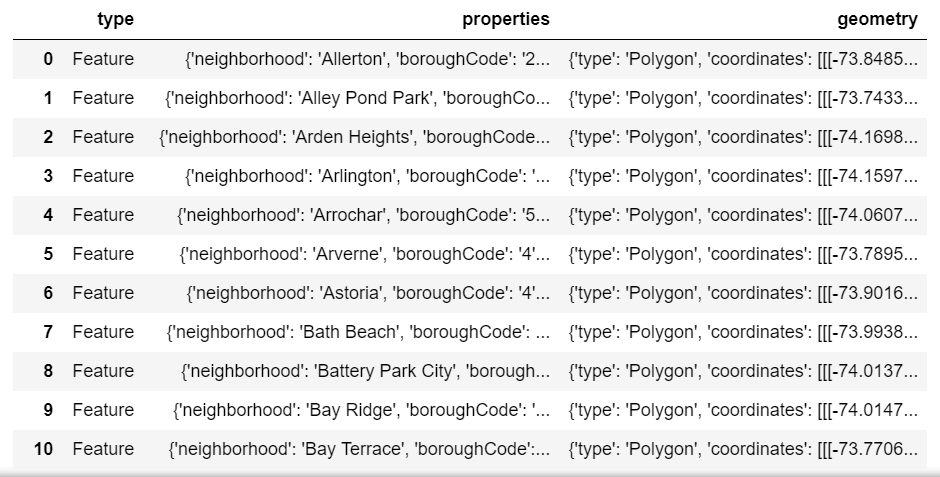 type properties geometry
0 Feature {'neighborhood': 'Allerton', 'boroughCode': '2... {'type': 'Polygon', 'coordinates': [[[-73.8485...
1 Feature {'neighborhood': 'Alley Pond Park', 'boroughCo... {'type': 'Polygon', 'coordinates': [[[-73.7433...
2 Feature {'neighborhood': 'Arden Heights', 'boroughCode... {'type': 'Polygon', 'coordinates': [[[-74.1698...
3 Feature {'neighborhood': 'Arlington', 'boroughCode': '... {'type': 'Polygon', 'coordinates': [[[-74.1597...
4 Feature {'neighborhood': 'Arrochar', 'boroughCode': '5... {'type': 'Polygon', 'coordinates': [[[-74.0607...
5 Feature {'neighborhood': 'Arverne', 'boroughCode': '4'... {'type': 'Polygon', 'coordinates': [[[-73.7895...
6 Feature {'neighborhood': 'Astoria', 'boroughCode': '4'... {'type': 'Polygon', 'coordinates': [[[-73.9016...
7 Feature {'neighborhood': 'Bath Beach', 'boroughCode': ... {'type': 'Polygon', 'coordinates': [[[-73.9938...
8 Feature {'neighborhood': 'Battery Park City', 'borough... {'type': 'Polygon', 'coordinates': [[[-74.0137...
9 Feature {'neighborhood': 'Bay Ridge', 'boroughCode': '... {'type': 'Polygon', 'coordinates': [[[-74.0147...
10 Feature {'neighborhood': 'Bay Terrace', 'boroughCode':... {'type': 'Polygon', 'coordinates': [[[-73.7706...